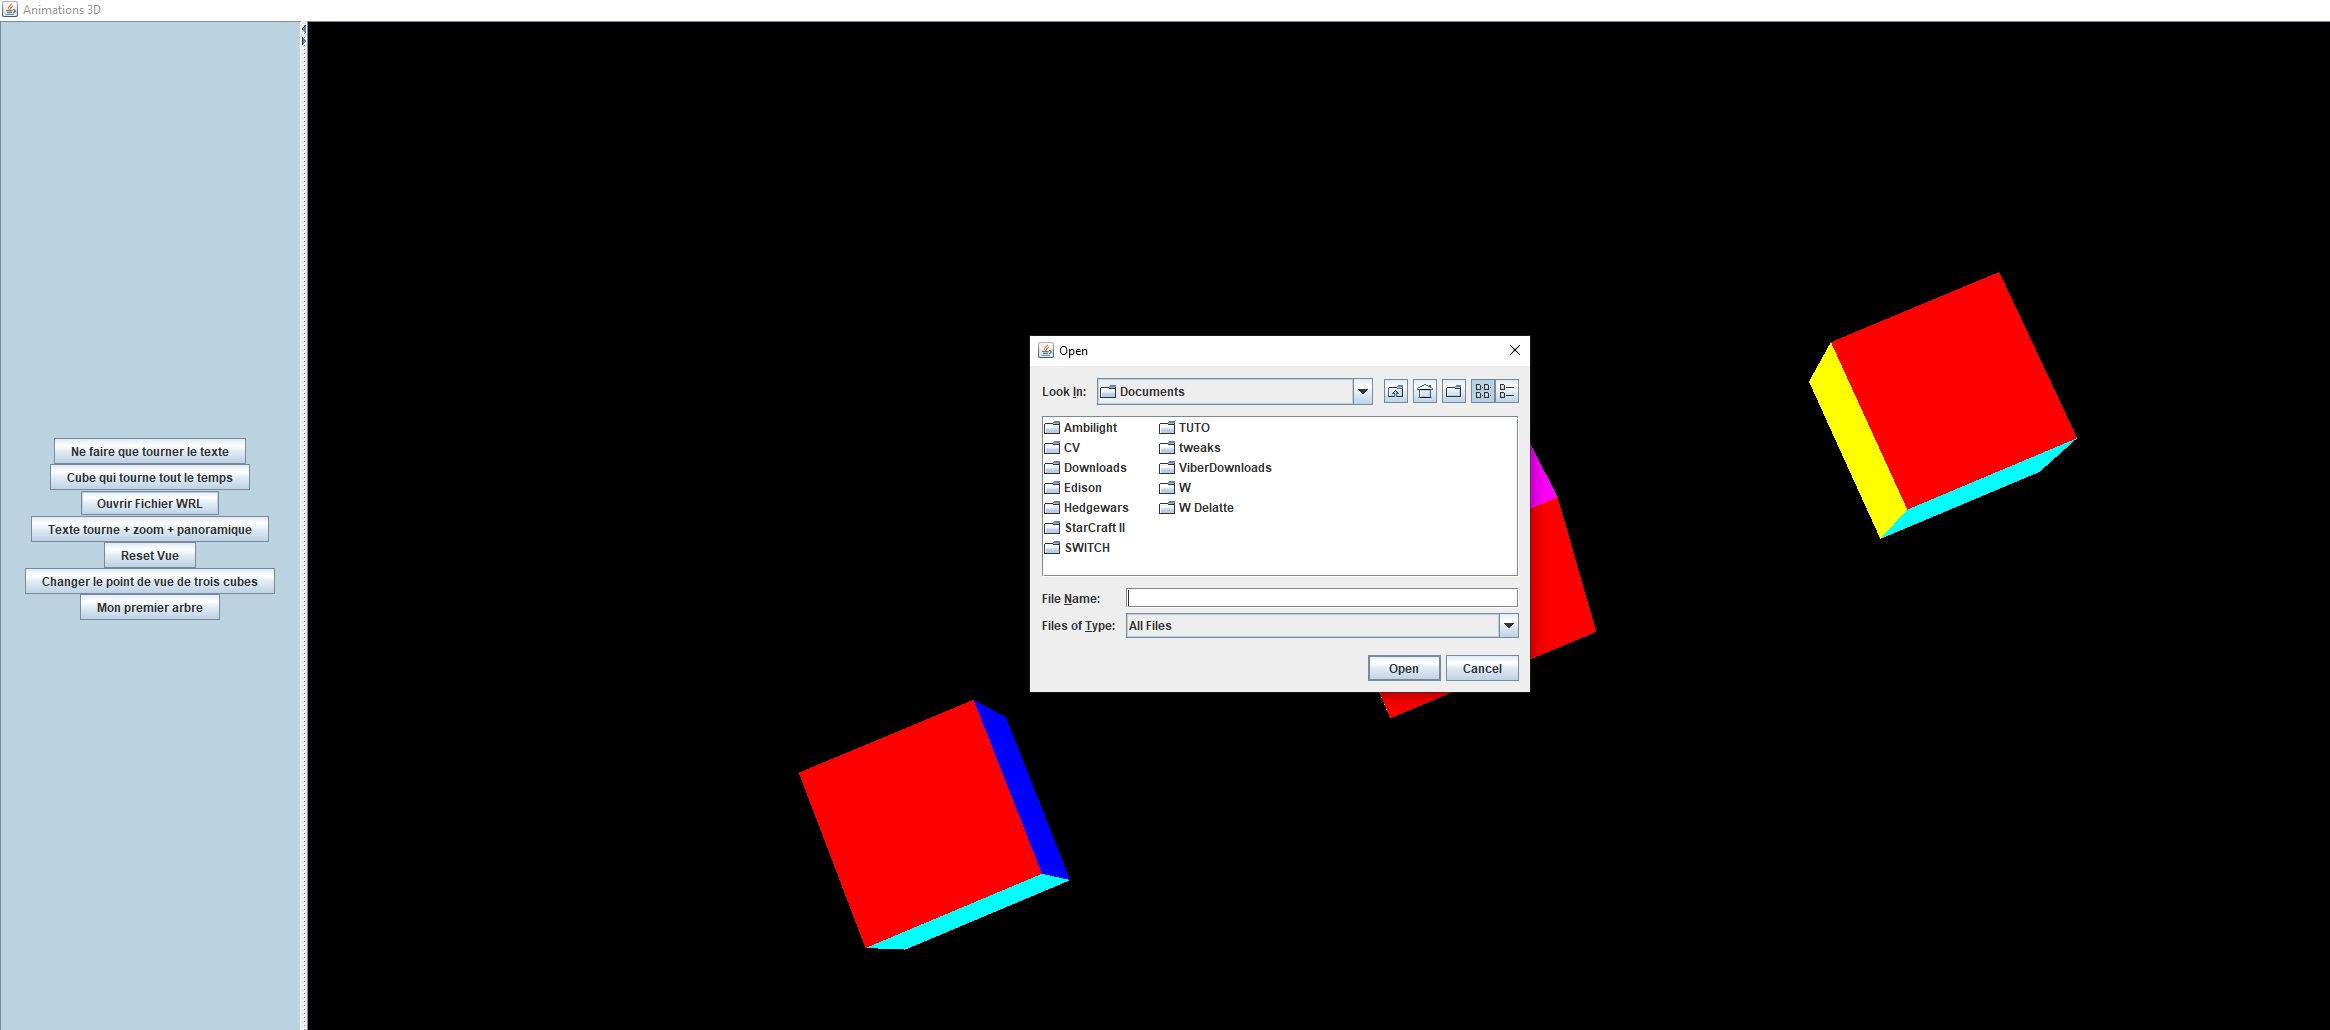 Animations 3D
Ne faire que tourner le texte
Cube qui tourne tout le temps
Ouvrir Fichier WRL
Texte tourne + zoom + panoramique
Reset Vue
Changer le point de vue de trois cubes
Mon premier arbre
Open
Look In: Documents
Ambilight
CV
Downloads
Edison
Hedgewars
StarCraft II
SWITCH
TUTO
tweaks
ViberDownloads
W
W Delatte
File Name:
Files of Type: All Files
Open Cancel